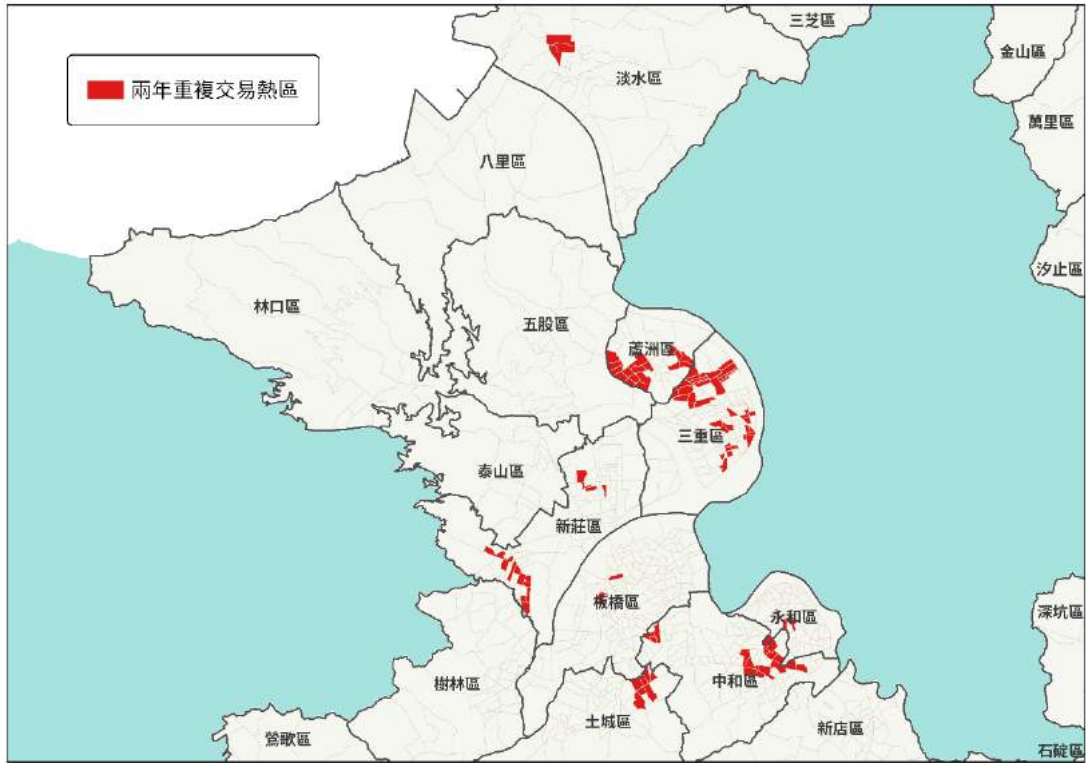 三芝區
金山區
兩年重複交易熱區
淡水區
萬里區
八里區
汐止區
林口區
五股區
蘆洲區
三重區
泰山區
新莊區
板橋區
永和區
深坑區
樹林區
中和區
土城區
新店區
鶯歌區
石碇區